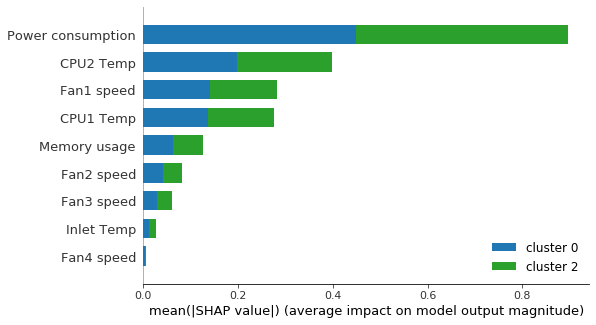 Power consumption
CPU2 Temp
Fan1 speed
CPU1 Temp
Memory usage
Fan2 speed
Fan3 speed
Inlet Temp
Fan4 speed
cluster 0
cluster 2
0.0 0.2 0.4 0.6 0.8
mean(|SHAP value|) (average impact on model output magnitude)